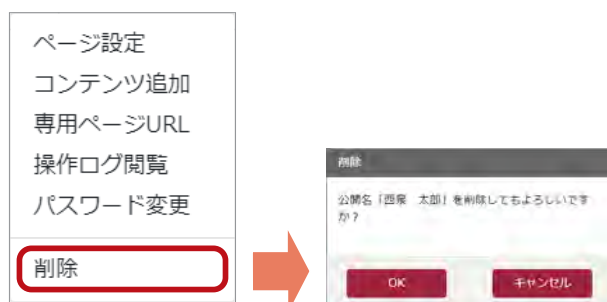 ページ設定
コンテンツ追加
専用ページURL
操作ログ閲覧
パスワード変更
削除
削除
公開名「西泉　太郎」を削除してもよろしいです
か？
OK
キャンセル